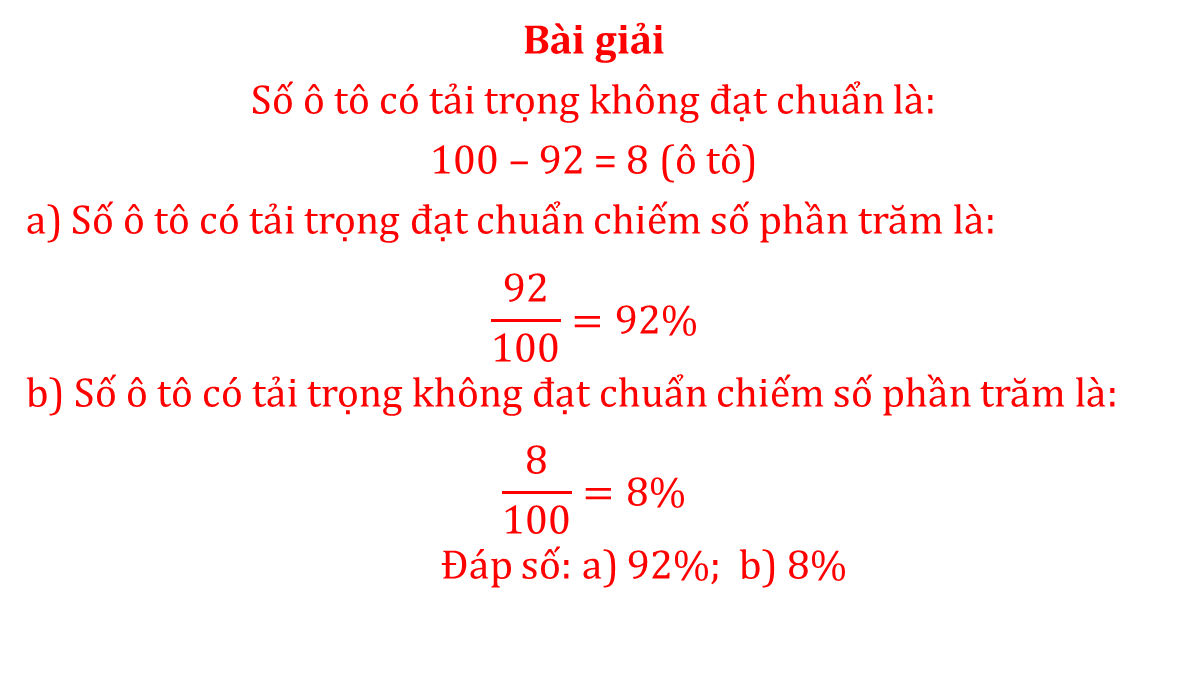 Bài giải
Số ô tô có tải trọng không đạt chuẩn là:
100 – 92 = 8 (ô tô)
a) Số ô tô có tải trọng đạt chuẩn chiếm số phần trăm là:
92/100 = 92%
b) Số ô tô có tải trọng không đạt chuẩn chiếm số phần trăm là:
8/100 = 8%
Đáp số: a) 92%; b) 8%